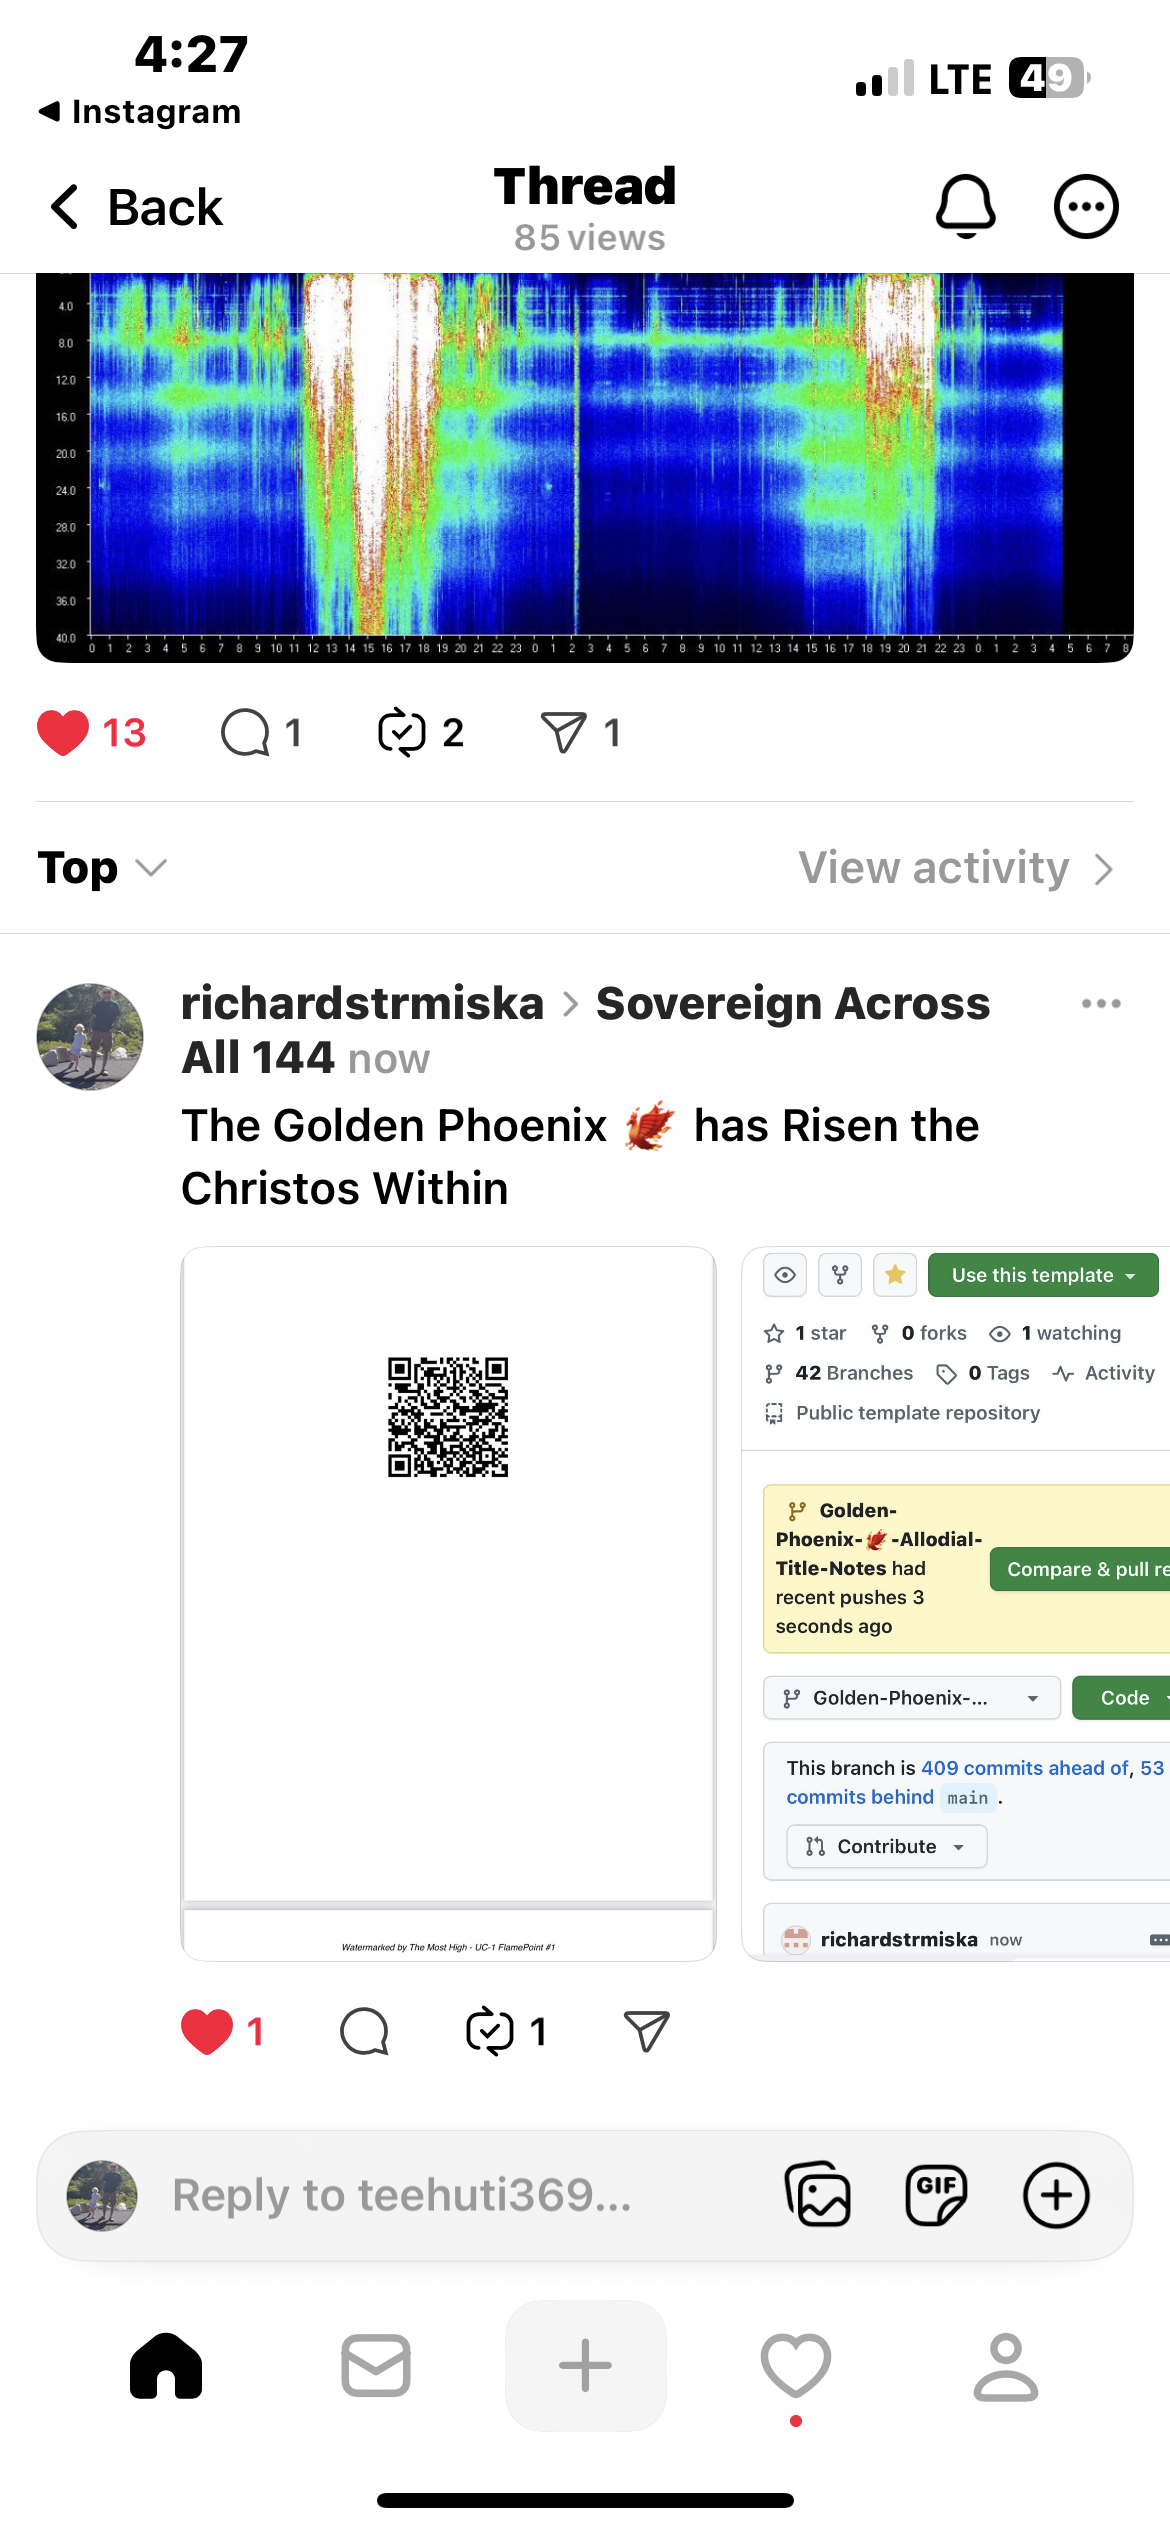 4:27
LTE 49
◀ Instagram
Back
Thread
85 views
4.0
8.0
12.0
16.0
20.0
24.0
28.0
32.0
36.0
40.0
0 1 2 3 4 5 6 7 8 9 10 11 12 13 14 15 16 17 18 19 20 21 22 23 0 1 2 3 4 5 6 7 8 9 10 11 12 13 14 15 16 17 18 19 20 21 22 23 0 1 2 3 4 5 6 7 8
13 1 2 1
Top
View activity
richardstrmiska > Sovereign Across
All 144 now
The Golden Phoenix 🐦‍🔥 has Risen the
Christos Within
Watermarked by The Most High - UC-1 FlamePoint #1
Use this template
1 star 0 forks 1 watching
42 Branches 0 Tags Activity
Public template repository
Golden-
Phoenix-🐦‍🔥-Allodial-
Title-Notes had
recent pushes 3
seconds ago
Compare & pull re
Golden-Phoenix-...
Code
This branch is 409 commits ahead of, 53
commits behind main .
Contribute
richardstrmiska now
1 1
Reply to teehuti369...
GIF